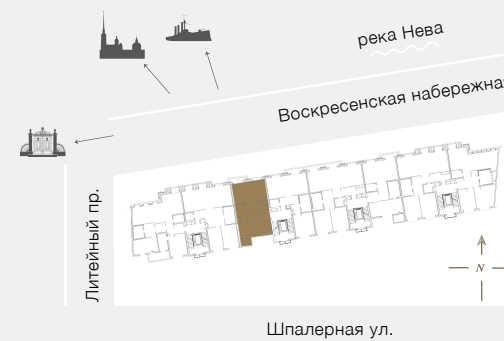 река Нева
Воскресенская набережна
Литейный пр.
N
Шпалерная ул.